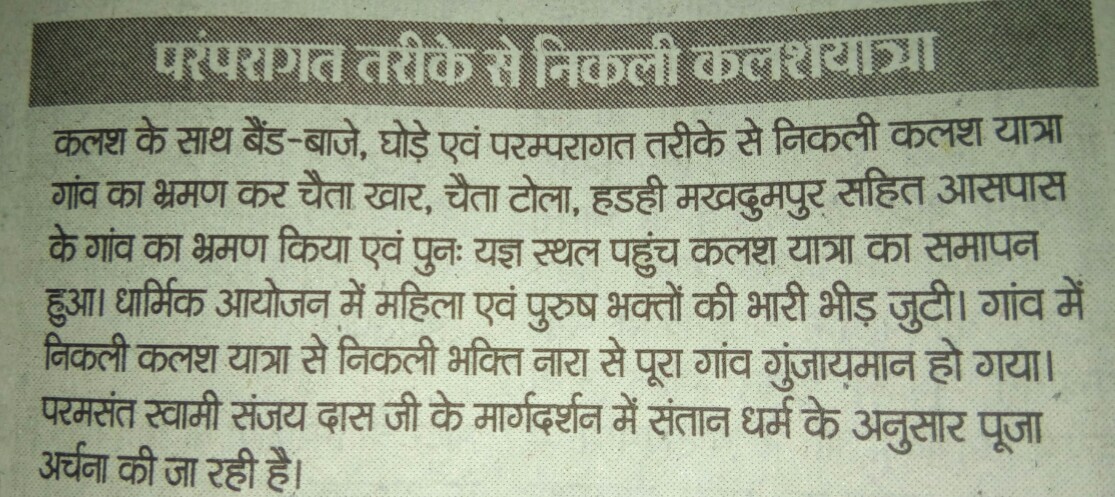 परंपरागत तरीके से निकली कलशयात्रा
कलश के साथ बैंड-बाजे, घोड़े एवं परम्परागत तरीके से निकली कलश यात्रा
गांव का भ्रमण कर चैता खार, चैता टोला, हडही मखदुमपुर सहित आसपास
के गांव का भ्रमण किया एवं पुनः यज्ञ स्थल पहुंच कलश यात्रा का समापन
हुआ। धार्मिक आयोजन में महिला एवं पुरुष भक्तों की भारी भीड़ जुटी। गांव में
निकली कलश यात्रा से निकली भक्ति नारा से पूरा गांव गुंजायमान हो गया।
परमसंत स्वामी संजय दास जी के मार्गदर्शन में संतान धर्म के अनुसार पूजा
अर्चना की जा रही है।